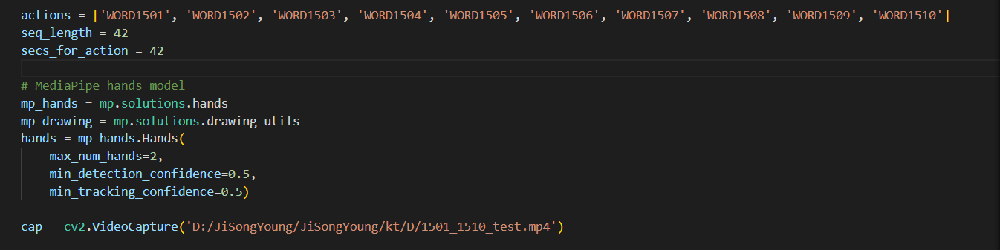 actions = ['WORD1501', 'WORD1502', 'WORD1503', 'WORD1504', 'WORD1505', 'WORD1506', 'WORD1507', 'WORD1508', 'WORD1509', 'WORD1510']
seq_length = 42
secs_for_action = 42
# MediaPipe hands model
mp_hands = mp.solutions.hands
mp_drawing = mp.solutions.drawing_utils
hands = mp_hands.Hands(
    max_num_hands=2,
    min_detection_confidence=0.5,
    min_tracking_confidence=0.5)
cap = cv2.VideoCapture('D:/JiSongYoung/JiSongYoung/kt/D/1501_1510_test.mp4')